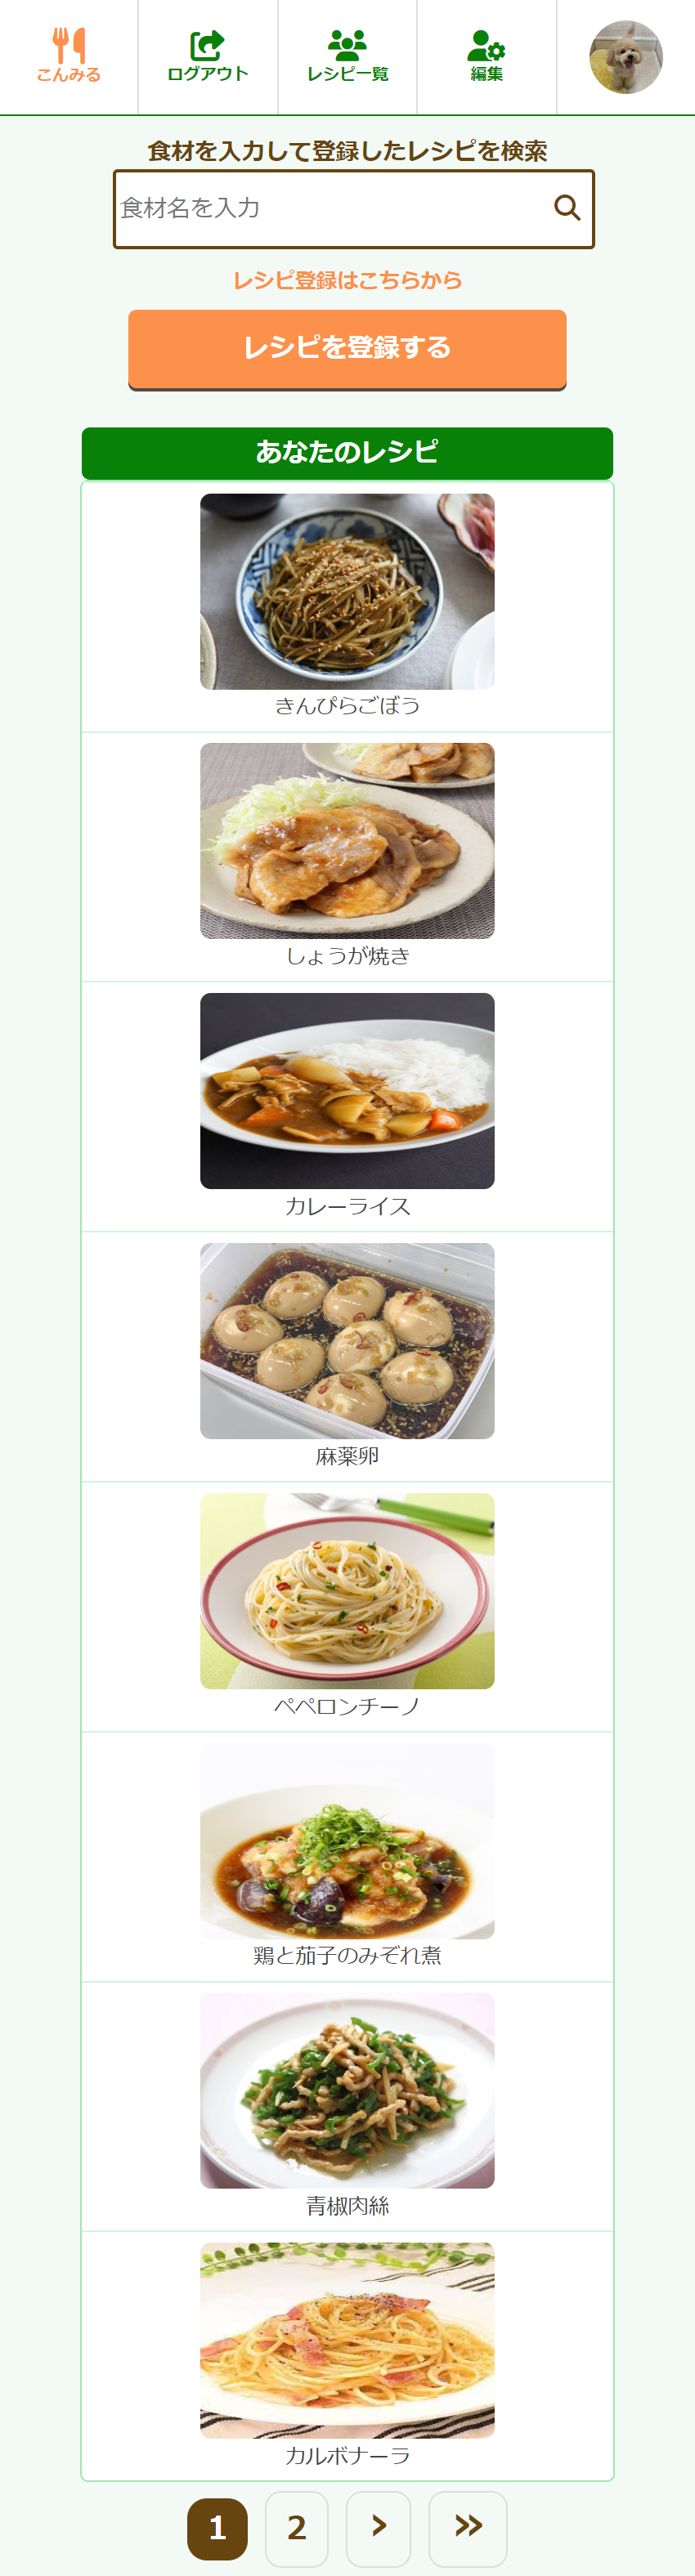 こんみる
ログアウト
レシピ一覧
編集
食材を入力して登録したレシピを検索
食材名を入力
レシピ登録はこちらから
レシピを登録する
あなたのレシピ
きんぴらごぼう
しょうが焼き
カレーライス
麻薬卵
ペペロンチーノ
鶏と茄子のみぞれ煮
青椒肉絲
カルボナーラ
1 2 › »